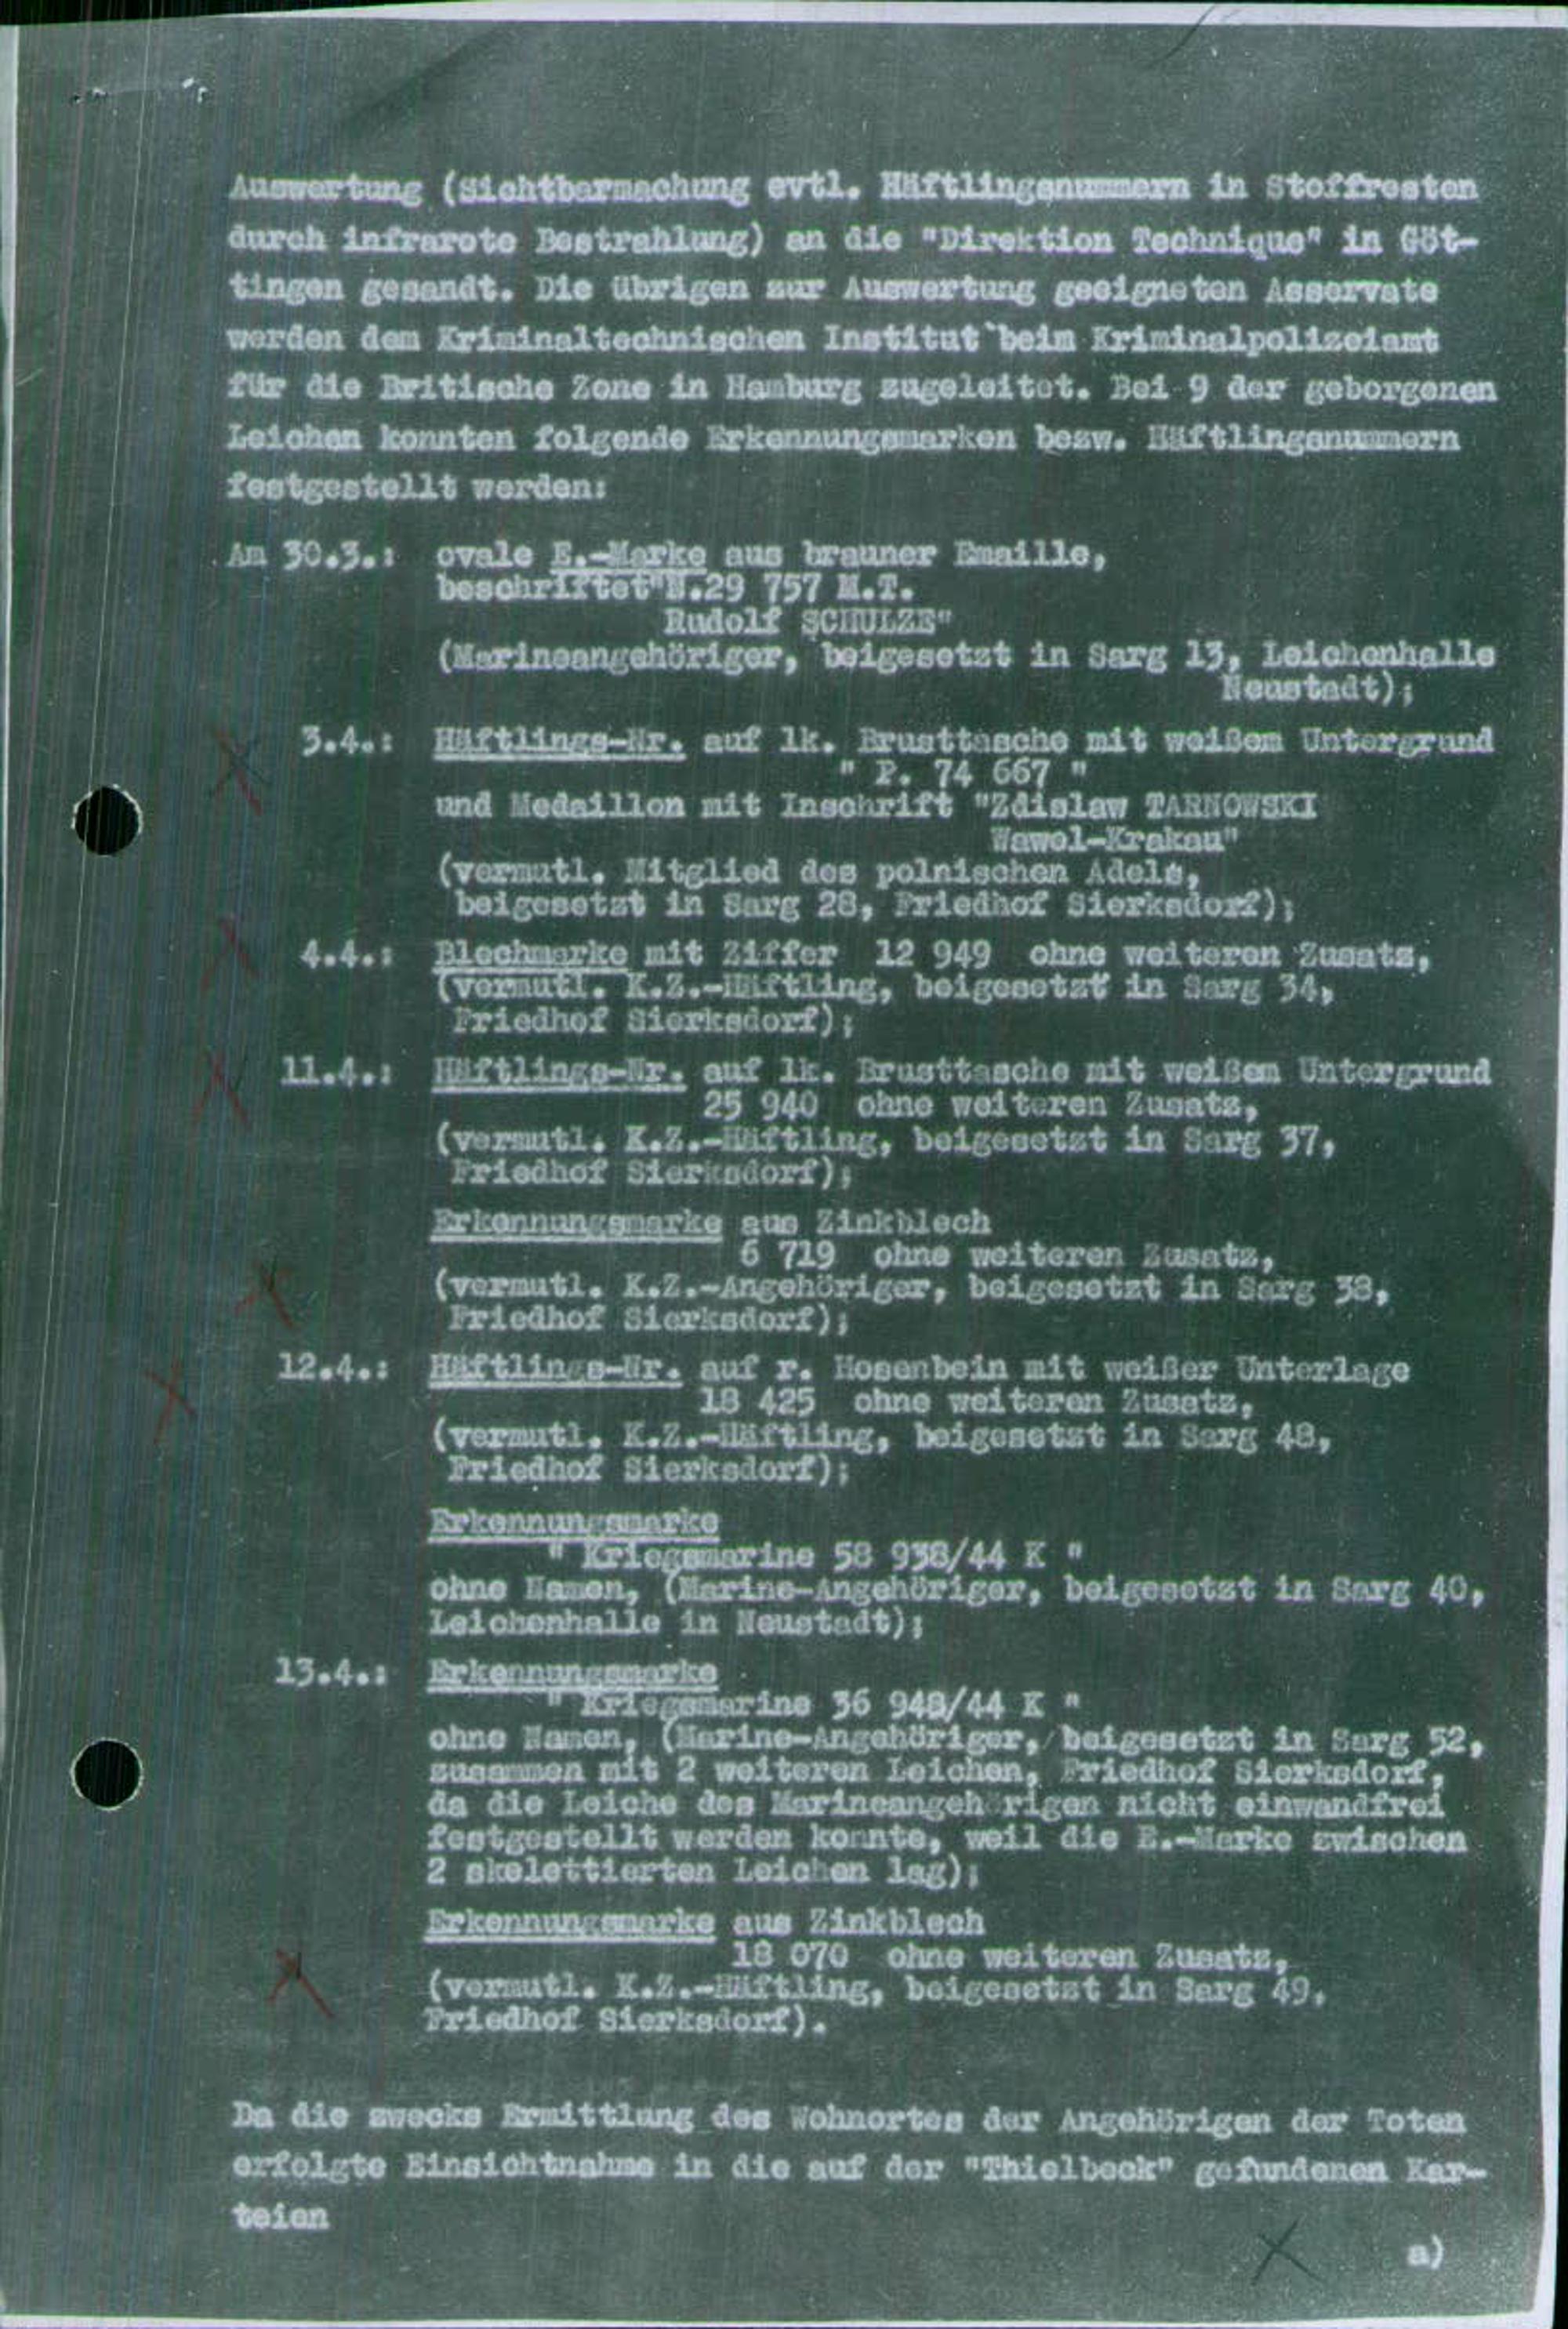 Auswertung (Sichtbarmachung evtl. Häftlingsnummern in Stoffresten
durch infrarote Bestrahlung) an die "Direktion Technique" in Göt-
tingen gesandt. Die übrigen zur Auswertung geeigneten Asservate
werden dem Kriminaltechnischen Institut beim Kriminalpolizeiamt
für die Britische Zone in Hamburg zugeleitet. Bei 9 der geborgenen
Leichen konnten folgende Erkennungsmarken bezw. Häftlingsnummern
festgestellt werden:
Am 30.3.: ovale E.-Marke aus brauner Emaille,
beschriftet"N.29 757 M.T.
Rudolf SCHULZE"
(Marineangehöriger, beigesetzt in Sarg 13, Leichenhalle
Neustadt);
3.4.: Häftlings-Nr. auf lk. Brusttasche mit weißem Untergrund
" P. 74 667 "
und Medaillon mit Inschrift "Zdislaw TARNOWSKI
Wawel-Krakau"
(vermutl. Mitglied des polnischen Adels,
beigesetzt in Sarg 28, Friedhof Sierksdorf);
4.4.: Blechmarke mit Ziffer 12 949 ohne weiteren Zusatz,
(vermutl. K.Z.-Häftling, beigesetzt in Sarg 34,
Friedhof Sierksdorf);
11.4.: Häftlings-Nr. auf lk. Brusttasche mit weißem Untergrund
25 940 ohne weiteren Zusatz,
(vermutl. K.Z.-Häftling, beigesetzt in Sarg 37,
Friedhof Sierksdorf);
Erkennungsmarke aus Zinkblech
6 719 ohne weiteren Zusatz,
(vermutl. K.Z.-Angehöriger, beigesetzt in Sarg 38,
Friedhof Sierksdorf);
12.4.: Häftlings-Nr. auf r. Hosenbein mit weißer Unterlage
18 425 ohne weiteren Zusatz,
(vermutl. K.Z.-Häftling, beigesetzt in Sarg 48,
Friedhof Sierksdorf);
Erkennungsmarke
" Kriegsmarine 58 938/44 K "
ohne Namen, (Marine-Angehöriger, beigesetzt in Sarg 40,
Leichenhalle in Neustadt);
13.4.: Erkennungsmarke
" Kriegsmarine 36 948/44 K "
ohne Namen, (Marine-Angehöriger, beigesetzt in Sarg 52,
zusammen mit 2 weiteren Leichen, Friedhof Sierksdorf,
da die Leiche des Marineangehörigen nicht einwandfrei
festgestellt werden konnte, weil die E.-Marke zwischen
2 skelettierten Leichen lag);
Erkennungsmarke aus Zinkblech
18 070 ohne weiteren Zusatz,
(vermutl. K.Z.-Häftling, beigesetzt in Sarg 49,
Friedhof Sierksdorf).
Da die zwecks Ermittlung des Wohnortes der Angehörigen der Toten
erfolgte Einsichtnahme in die auf der "Thielbeck" gefundenen Kar-
teien
a)